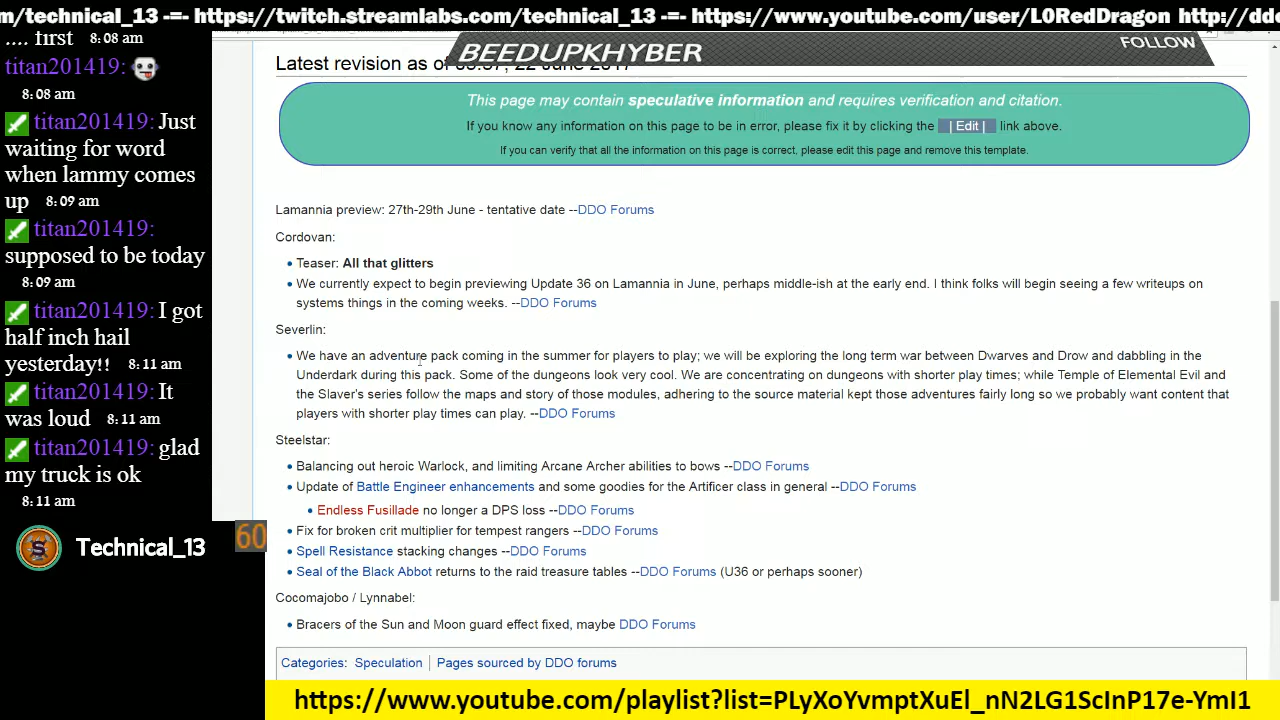 m/technical_13 -=- https://twitch.streamlabs.com/technical_13 -=- https://www.youtube.com/user/L0RedDragon http://ddo
.... first 8:08 am
titan201419:
8:08 am
titan201419: Just
waiting for word
when lammy comes
up 8:09 am
titan201419:
supposed to be today
8:09 am
titan201419: I got
half inch hail
yesterday!! 8:11 am
titan201419: It
was loud 8:11 am
titan201419: glad
my truck is ok
8:11 am
Technical_13
60
BEEDUPKHYBER
FOLLOW
Latest revision as of 22 June
This page may contain speculative information and requires verification and citation.
If you know any information on this page to be in error, please fix it by clicking the | Edit | link above.
If you can verify that all the information on this page is correct, please edit this page and remove this template.
Lamannia preview: 27th-29th June - tentative date --DDO Forums
Cordovan:
• Teaser: All that glitters
• We currently expect to begin previewing Update 36 on Lamannia in June, perhaps middle-ish at the early end. I think folks will begin seeing a few writeups on
systems things in the coming weeks. --DDO Forums
Severlin:
• We have an adventure pack coming in the summer for players to play; we will be exploring the long term war between Dwarves and Drow and dabbling in the
Underdark during this pack. Some of the dungeons look very cool. We are concentrating on dungeons with shorter play times; while Temple of Elemental Evil and
the Slaver's series follow the maps and story of those modules, adhering to the source material kept those adventures fairly long so we probably want content that
players with shorter play times can play. --DDO Forums
Steelstar:
• Balancing out heroic Warlock, and limiting Arcane Archer abilities to bows --DDO Forums
• Update of Battle Engineer enhancements and some goodies for the Artificer class in general --DDO Forums
• Endless Fusillade no longer a DPS loss --DDO Forums
• Fix for broken crit multiplier for tempest rangers --DDO Forums
• Spell Resistance stacking changes --DDO Forums
• Seal of the Black Abbot returns to the raid treasure tables --DDO Forums (U36 or perhaps sooner)
Cocomajobo / Lynnabel:
• Bracers of the Sun and Moon guard effect fixed, maybe DDO Forums
Categories: Speculation | Pages sourced by DDO forums
https://www.youtube.com/playlist?list=PLyXoYvmptXuEl_nN2LG1ScInP17e-YmI1